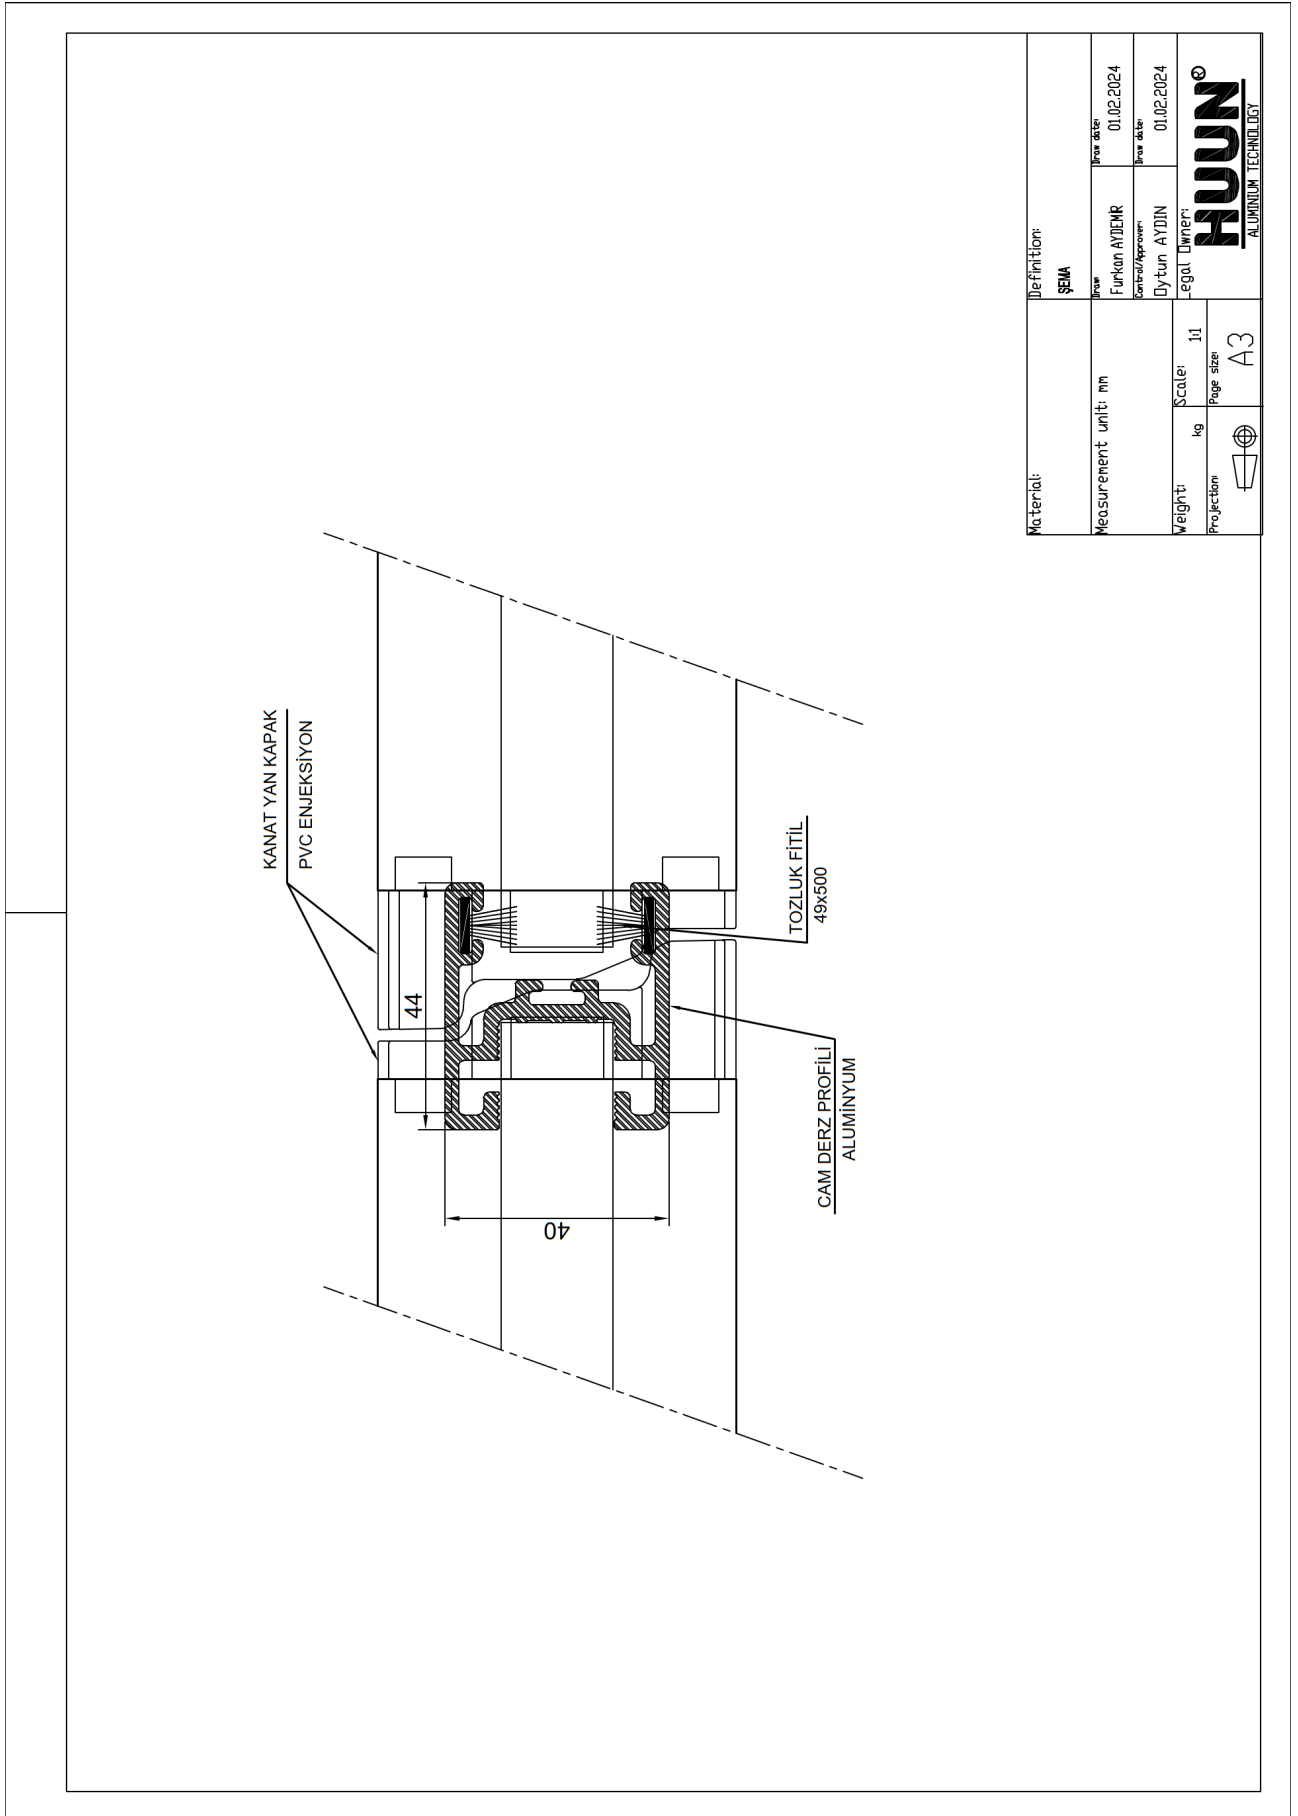 KANAT YAN KAPAK
PVC ENJEKSİYON
44
40
TOZLUK FİTİL
49x500
CAM DERZ PROFİLİ
ALUMİNYUM
Material:
Definition:
ŞEMA
Measurement unit: mm
Draw:
Furkan AYDEMİR
Draw date:
01.02.2024
Control/Approver:
Oytun AYDIN
Draw date:
01.02.2024
Weight:
kg
Scale:
1:1
Legal Owner:
HUUN®
ALUMINIUM TECHNOLOGY
Projection:
Page size:
A3